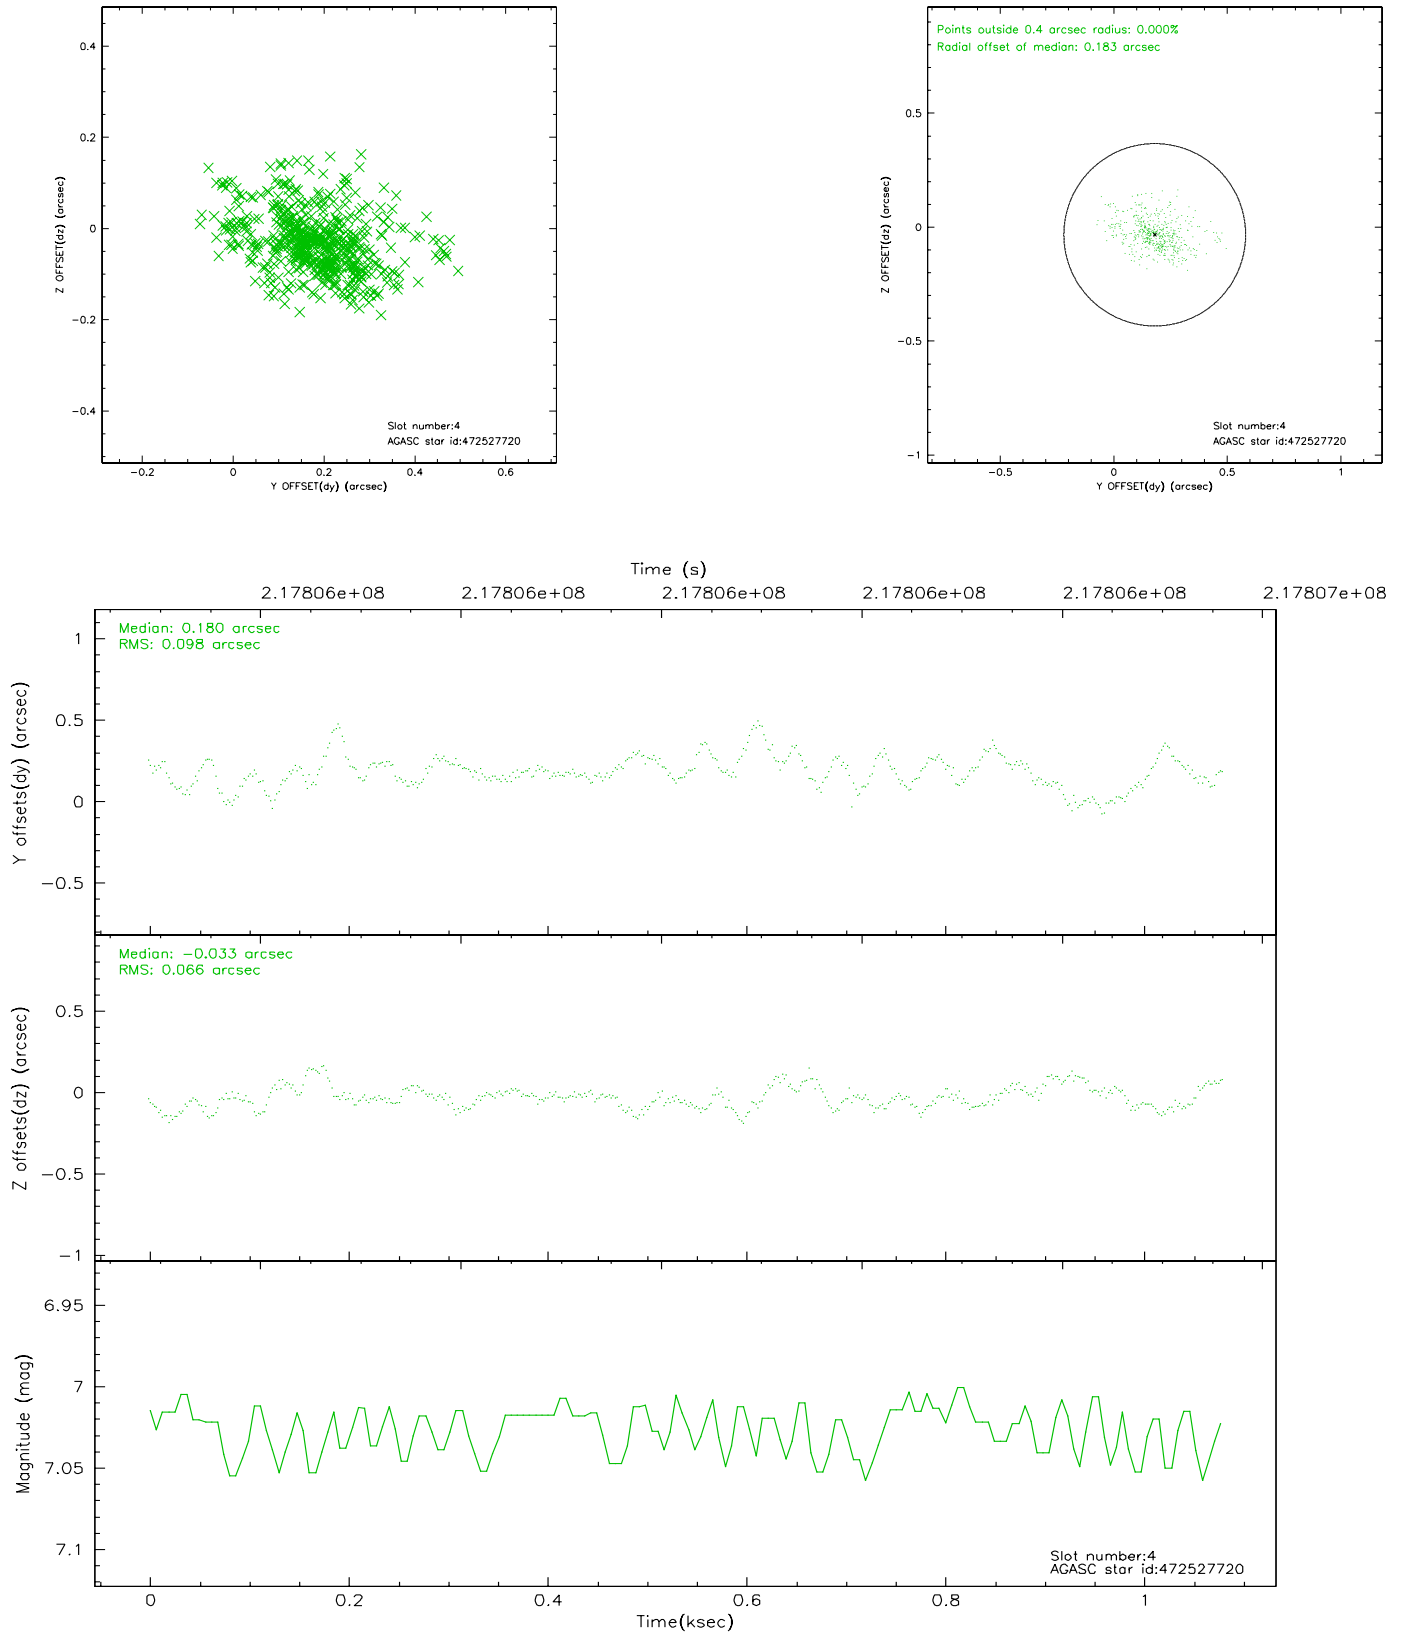 0.4
0.2
0
−0.2
−0.4
Z OFFSET(dz) (arcsec)
Slot number:4
AGASC star id:472527720
−0.2 0 0.2 0.4 0.6
Y OFFSET(dy) (arcsec)
Points outside 0.4 arcsec radius: 0.000%
Radial offset of median: 0.183 arcsec
0.5
0
−0.5
−1
Z OFFSET(dz) (arcsec)
Slot number:4
AGASC star id:472527720
−0.5 0 0.5 1
Y OFFSET(dy) (arcsec)
Time (s)
2.17806e+08 2.17806e+08 2.17806e+08 2.17806e+08 2.17806e+08 2.17807e+08
Median: 0.180 arcsec
RMS: 0.098 arcsec
1
0.5
0
−0.5
Y offsets(dy) (arcsec)
Median: −0.033 arcsec
RMS: 0.066 arcsec
0.5
0
−0.5
−1
Z offsets(dz) (arcsec)
6.95
7
7.05
7.1
Magnitude (mag)
Slot number:4
AGASC star id:472527720
0 0.2 0.4 0.6 0.8 1
Time(ksec)